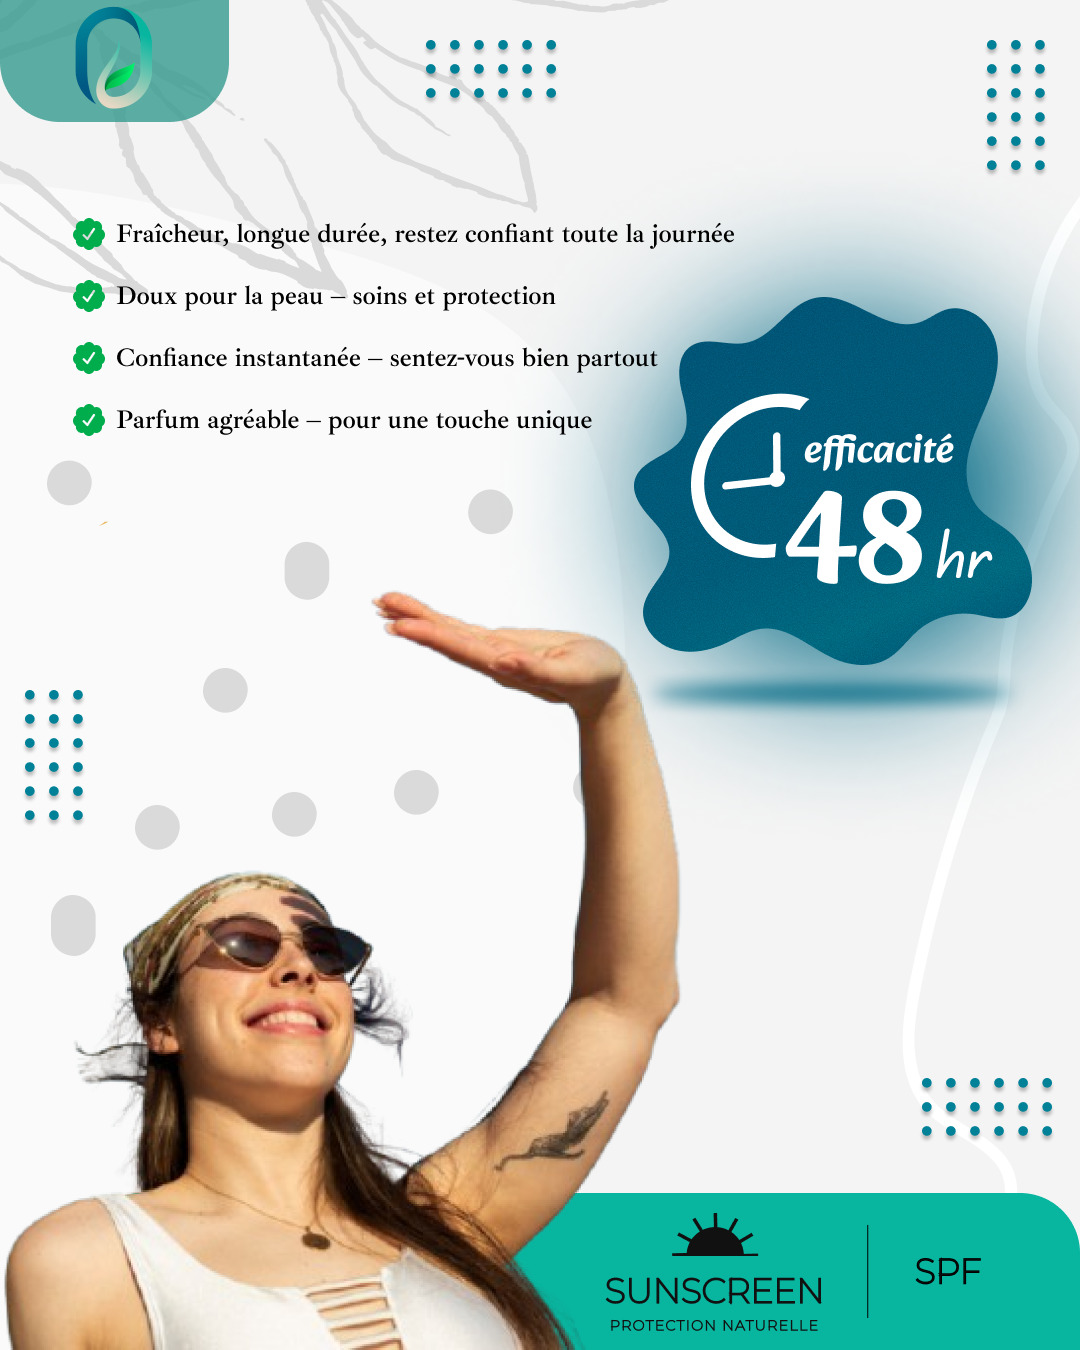 Fraîcheur, longue durée, restez confiant toute la journée
Doux pour la peau – soins et protection
Confiance instantanée – sentez-vous bien partout
Parfum agréable – pour une touche unique
efficacité
48 hr
SUNSCREEN
PROTECTION NATURELLE
SPF